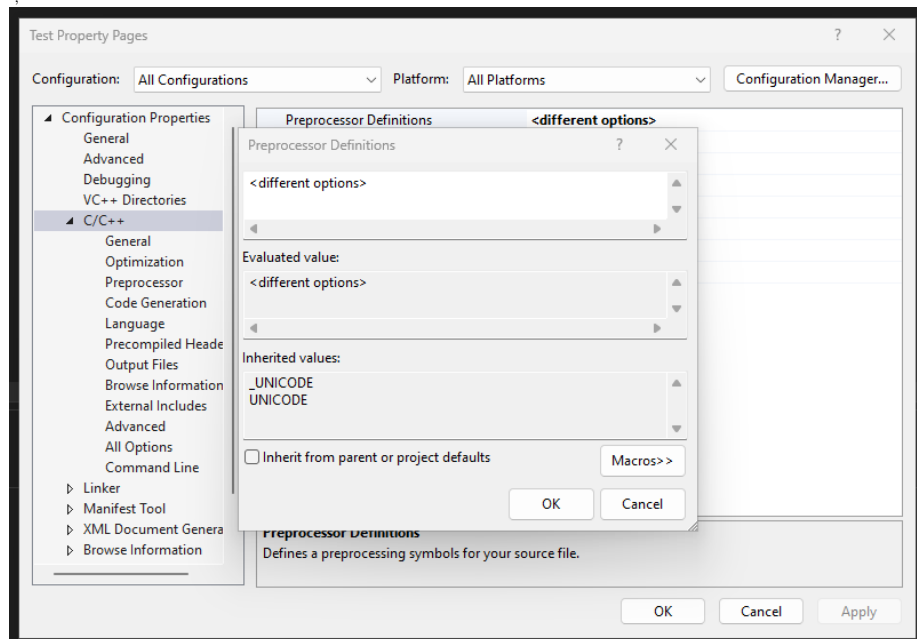 Test Property Pages
?
Configuration: All Configurations Platform: All Platforms Configuration Manager...
Configuration Properties
General
Advanced
Debugging
VC++ Directories
C/C++
General
Optimization
Preprocessor
Code Generation
Language
Precompiled Heade
Output Files
Browse Information
External Includes
Advanced
All Options
Command Line
Linker
Manifest Tool
XML Document Genera
Browse Information
Preprocessor Definitions <different options>
Preprocessor Definitions
?
<different options>
Evaluated value:
<different options>
Inherited values:
_UNICODE
UNICODE
Inherit from parent or project defaults
Macros>>
OK Cancel
Preprocessor Definitions
Defines a preprocessing symbols for your source file.
OK Cancel Apply